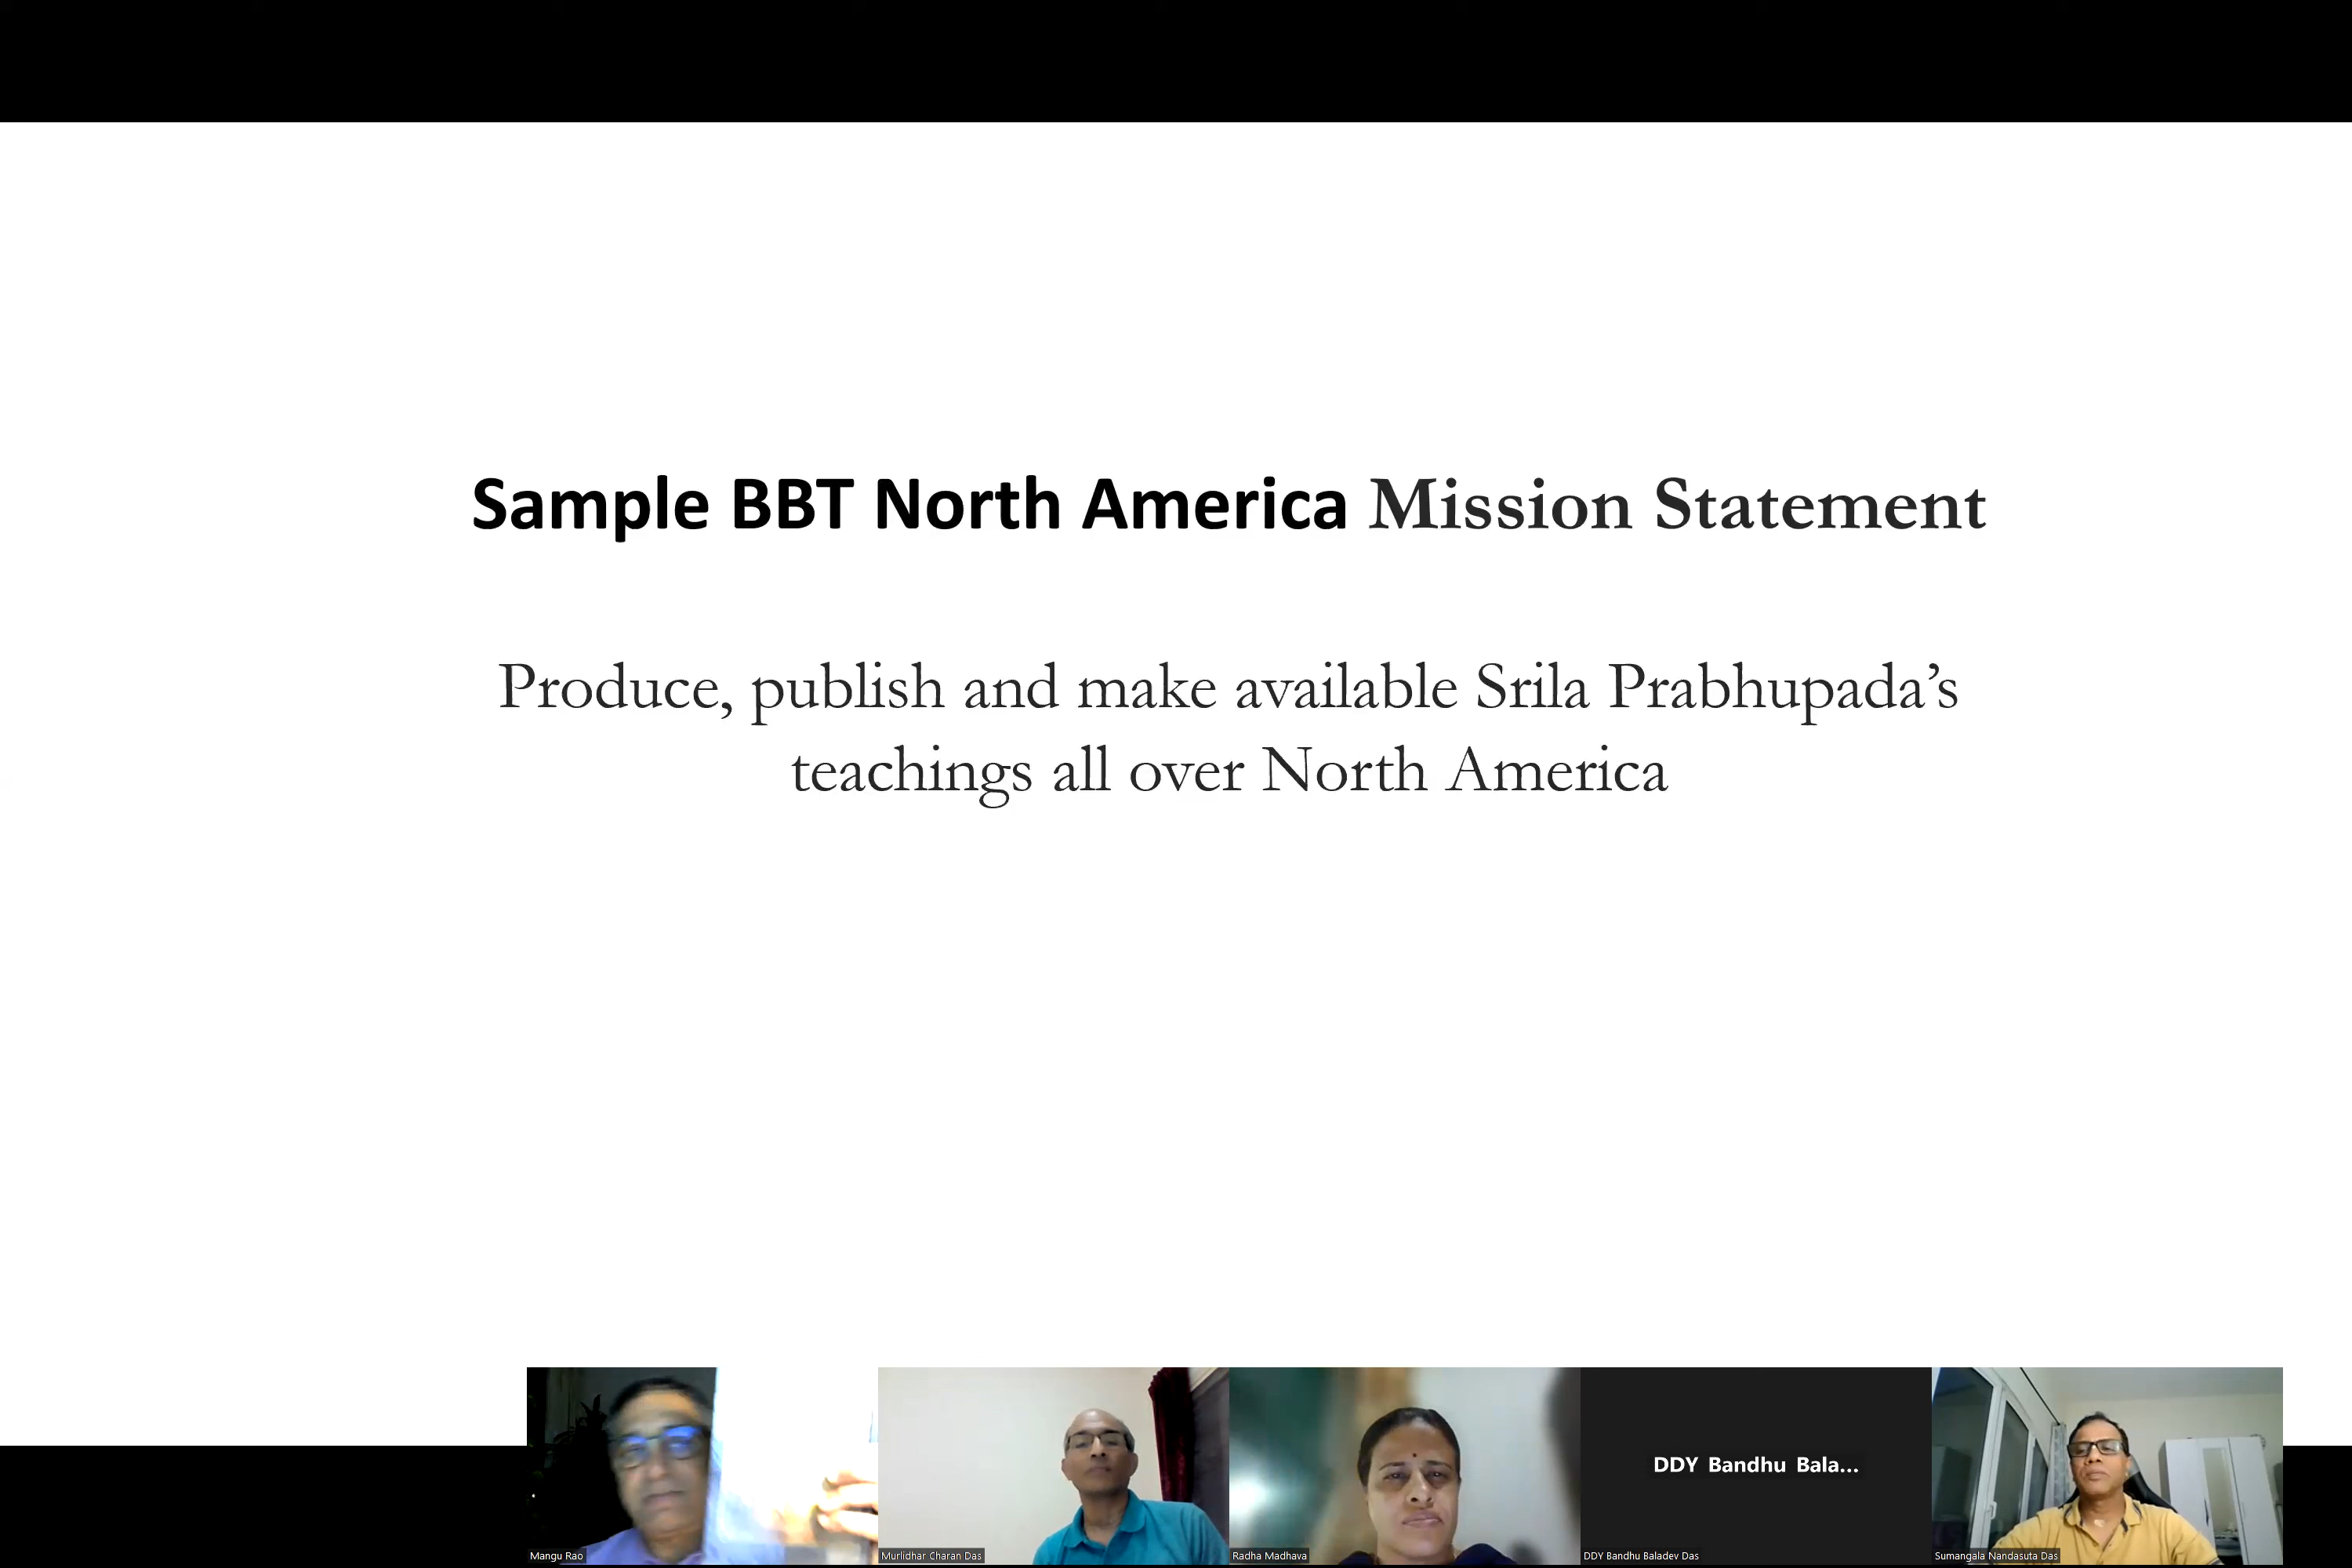 Sample BBT North America Mission Statement
Produce, publish and make available Srila Prabhupada’s
teachings all over North America
DDY Bandhu Bala...
Mangu Rao
Murlidhar Charan Das
Radha Madhava
DDY Bandhu Baladev Das
Sumangala Nandasuta Das